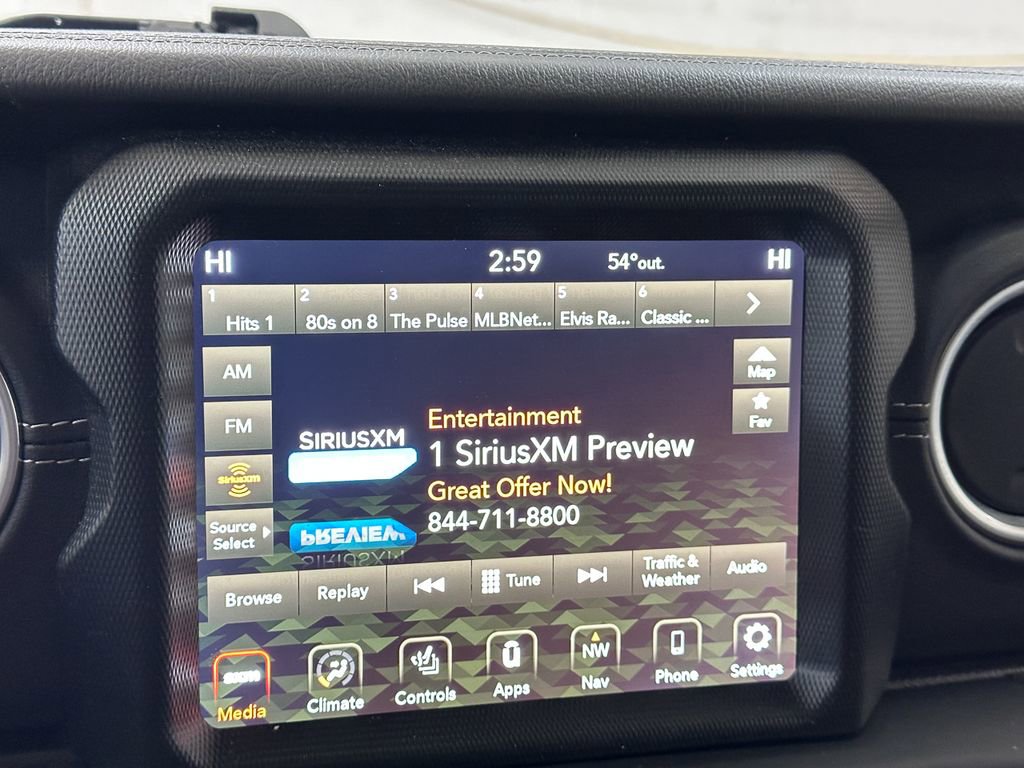 HI 2:59 54°out. HI
1 2 3 4 5 6
Hits 1 80s on 8 The Pulse MLBNet... Elvis Ra... Classic ...
AM
Map
FM
Fav
SIRIUSXM
Entertainment
1 SiriusXM Preview
SiriusXM
Great Offer Now!
844-711-8800
Source
Select
PREVIEW
SIRIUSXM
Browse Replay Tune Traffic &
Weather Audio
NW
SXM
Media Climate Controls Apps Nav Phone Settings